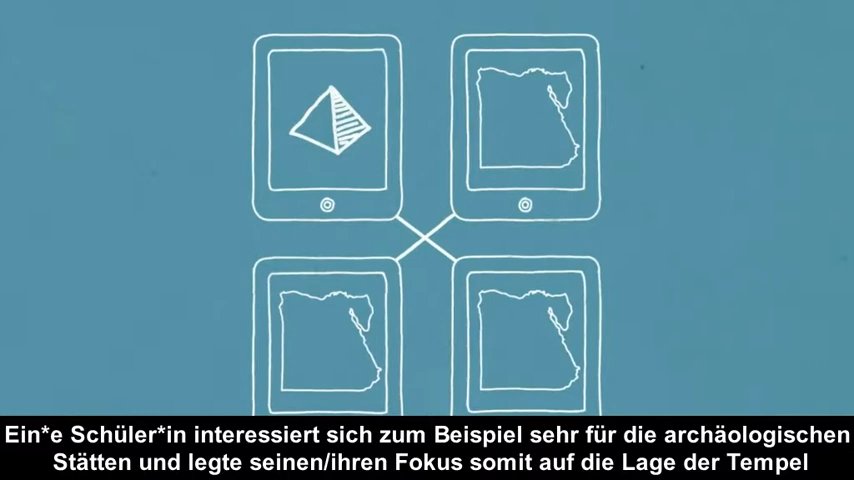 Ein*e Schüler*in interessiert sich zum Beispiel sehr für die archäologischen
Stätten und legte seinen/ihren Fokus somit auf die Lage der Tempel